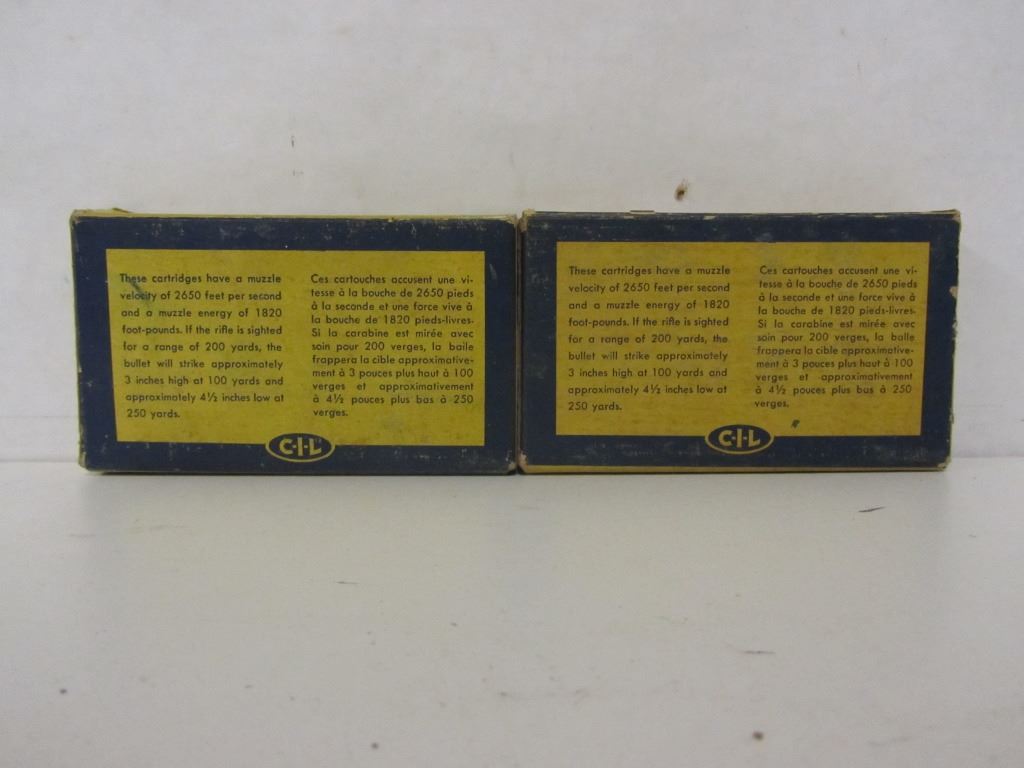 These cartridges have a muzzle
velocity of 2650 feet per second
and a muzzle energy of 1820
foot-pounds. If the rifle is sighted
for a range of 200 yards, the
bullet will strike approximately
3 inches high at 100 yards and
approximately 4½ inches low at
250 yards.
Ces cartouches accusent une vi-
tesse à la bouche de 2650 pieds
à la seconde et une force vive à
la bouche de 1820 pieds-livres.
Si la carabine est mirée avec
soin pour 200 verges, la balle
frappera la cible approximative-
ment à 3 pouces plus haut à 100
verges et approximativement
à 4½ pouces plus bas à 250
verges.
C-I-L
These cartridges have a muzzle
velocity of 2650 feet per second
and a muzzle energy of 1820
foot-pounds. If the rifle is sighted
for a range of 200 yards, the
bullet will strike approximately
3 inches high at 100 yards and
approximately 4½ inches low at
250 yards.
Ces cartouches accusent une vi-
tesse à la bouche de 2650 pieds
à la seconde et une force vive à
la bouche de 1820 pieds-livres.
Si la carabine est mirée avec
soin pour 200 verges, la balle
frappera la cible approximative-
ment à 3 pouces plus haut à 100
verges et approximativement
à 4½ pouces plus bas à 250
verges.
C-I-L